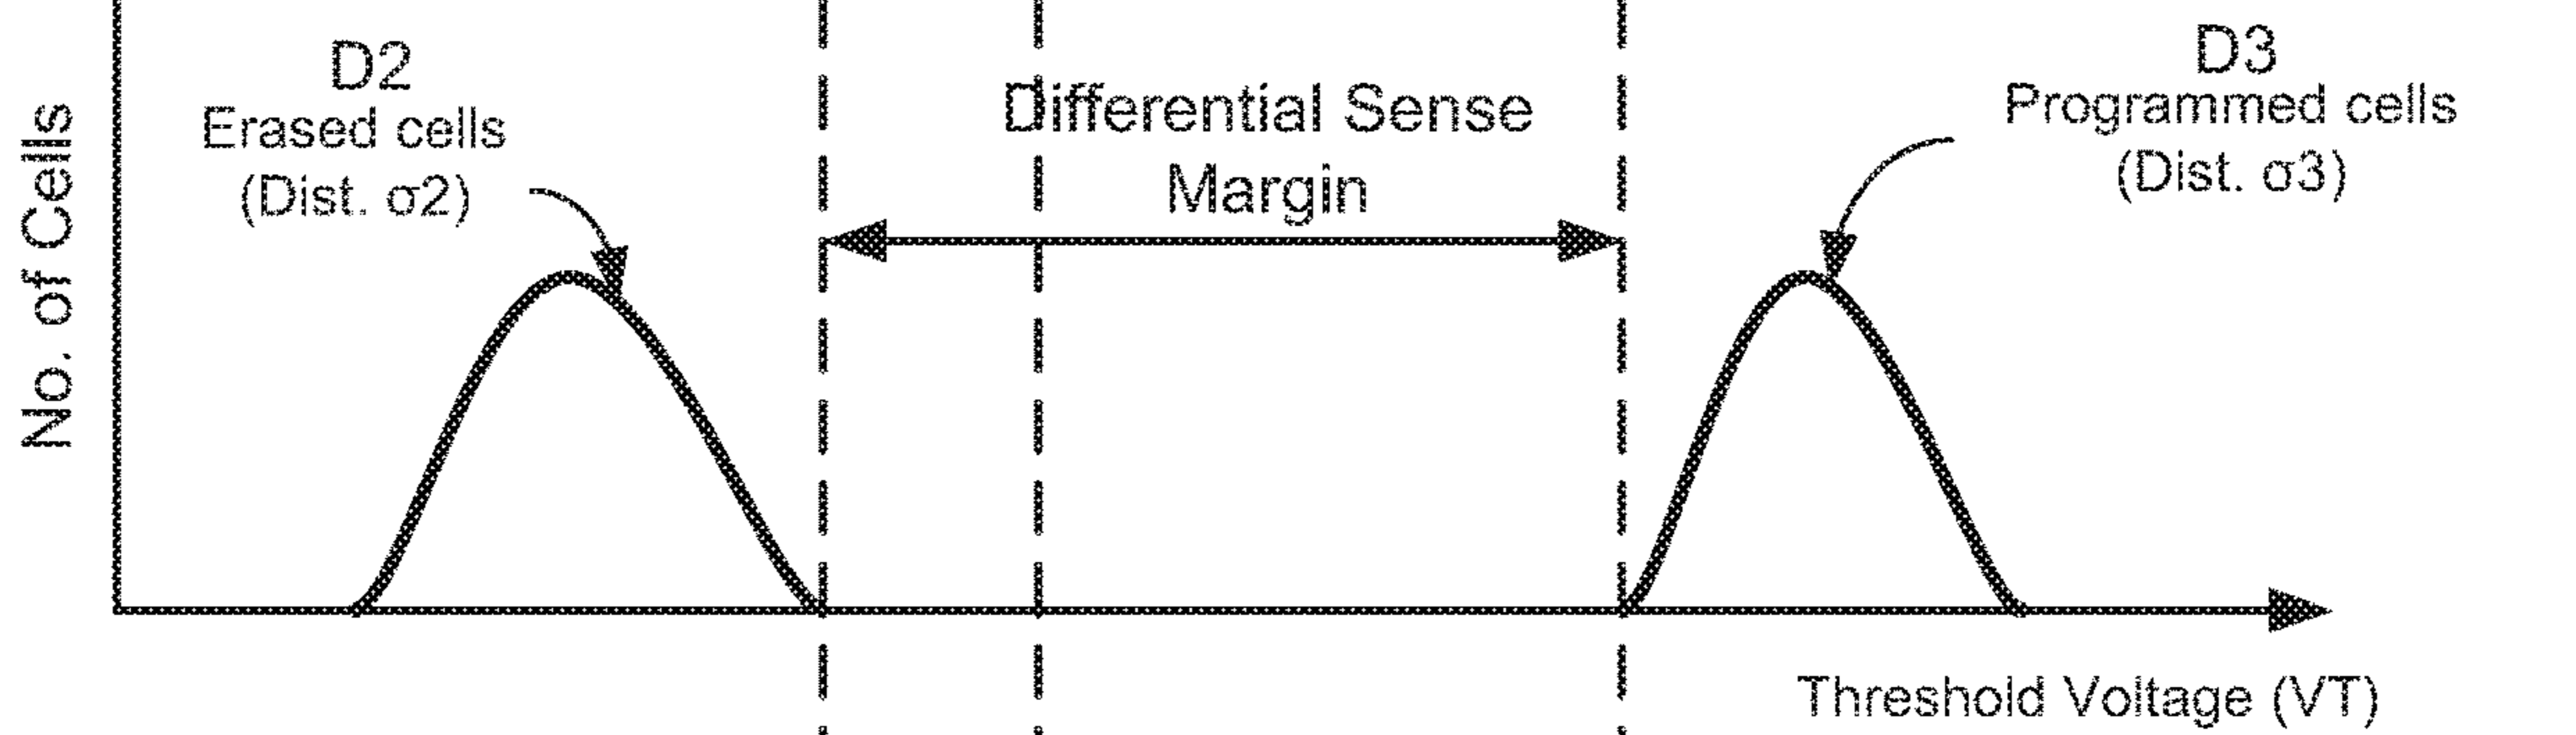 No. of Cells
D2
Erased cells
(Dist. σ2)
Differential Sense
Margin
D3
Programmed cells
(Dist. σ3)
Threshold Voltage (VT)